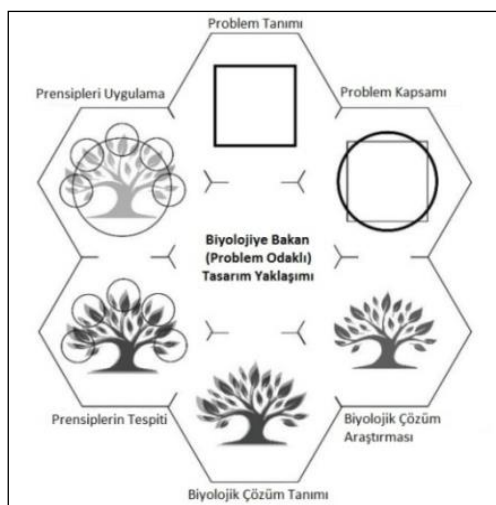 Problem Tanımı
Problem Kapsamı
Prensipleri Uygulama
Biyolojiye Bakan
(Problem Odaklı)
Tasarım Yaklaşımı
Prensiplerin Tespiti
Biyolojik Çözüm
Araştırması
Biyolojik Çözüm Tanımı